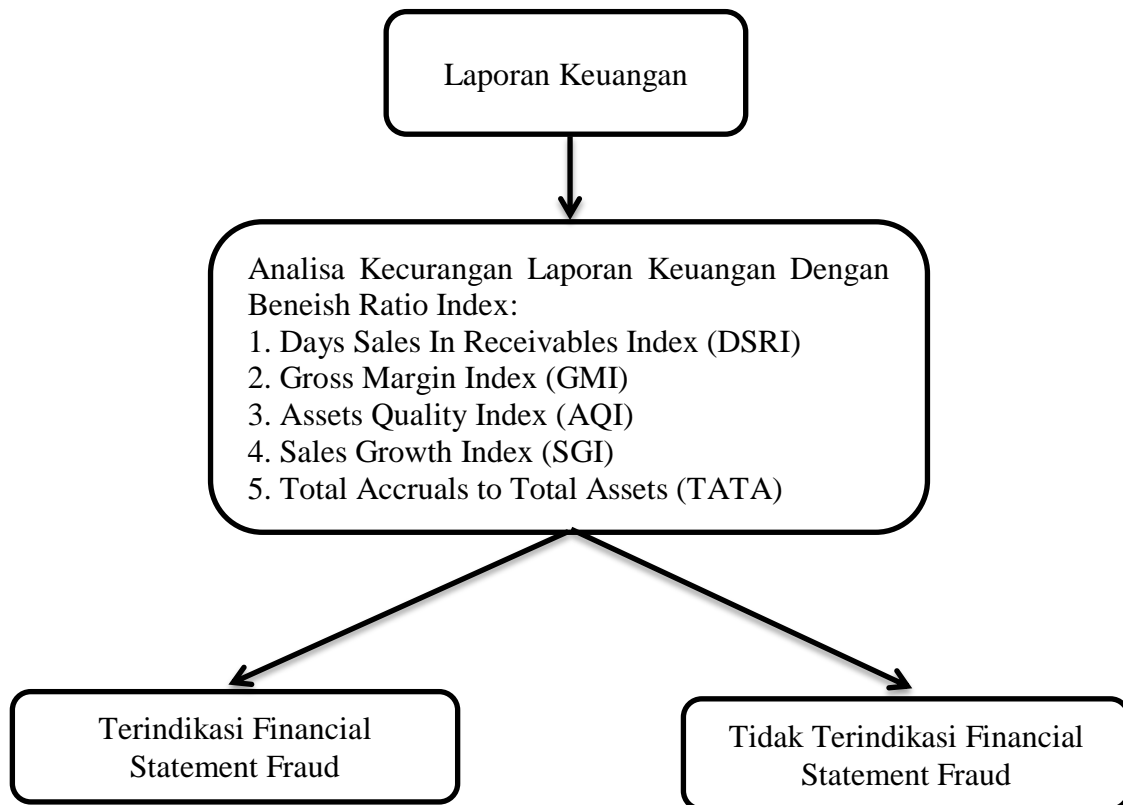 Laporan Keuangan
Analisa Kecurangan Laporan Keuangan Dengan
Beneish Ratio Index:
1. Days Sales In Receivables Index (DSRI)
2. Gross Margin Index (GMI)
3. Assets Quality Index (AQI)
4. Sales Growth Index (SGI)
5. Total Accruals to Total Assets (TATA)
Terindikasi Financial
Statement Fraud
Tidak Terindikasi Financial
Statement Fraud